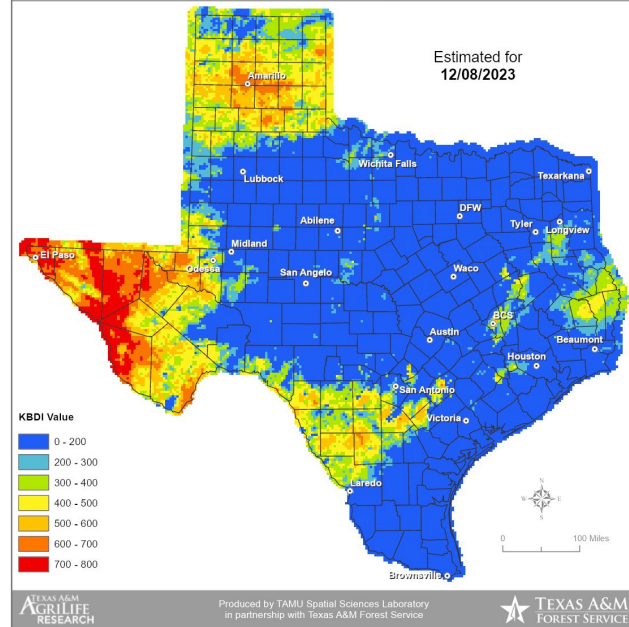 Estimated for
12/08/2023
Amarillo
Wichita Falls
Lubbock
Texarkana
DFW
Abilene
Tyler
Longview
Midland
El Paso
Odessa
San Angelo
Waco
BCS
Austin
Beaumont
Houston
San Antonio
Victoria
KBDI Value
0 - 200
200 - 300
300 - 400
400 - 500
500 - 600
600 - 700
700 - 800
Laredo
N
W E
S
0 100 Miles
Brownsville
TEXAS A&M
AGRILIFE
RESEARCH
Produced by TAMU Spatial Sciences Laboratory
in partnership with Texas A&M Forest Service
TEXAS A&M
FOREST SERVICE